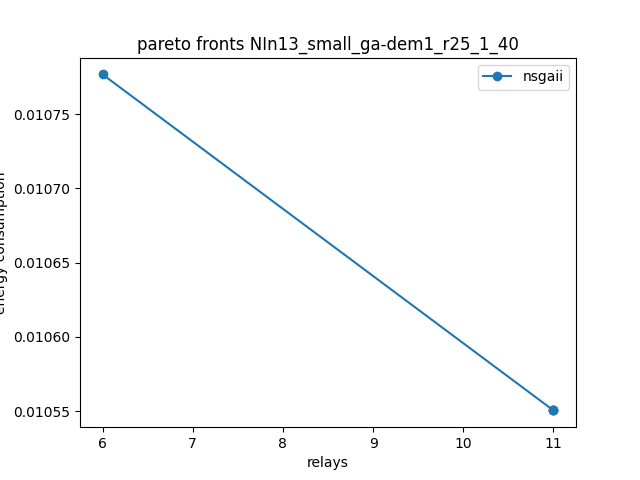 pareto fronts NIn13_small_ga-dem1_r25_1_40
nsgaii
0.01075
0.01070
0.01065
0.01060
0.01055
energy consumption
6 7 8 9 10 11
relays